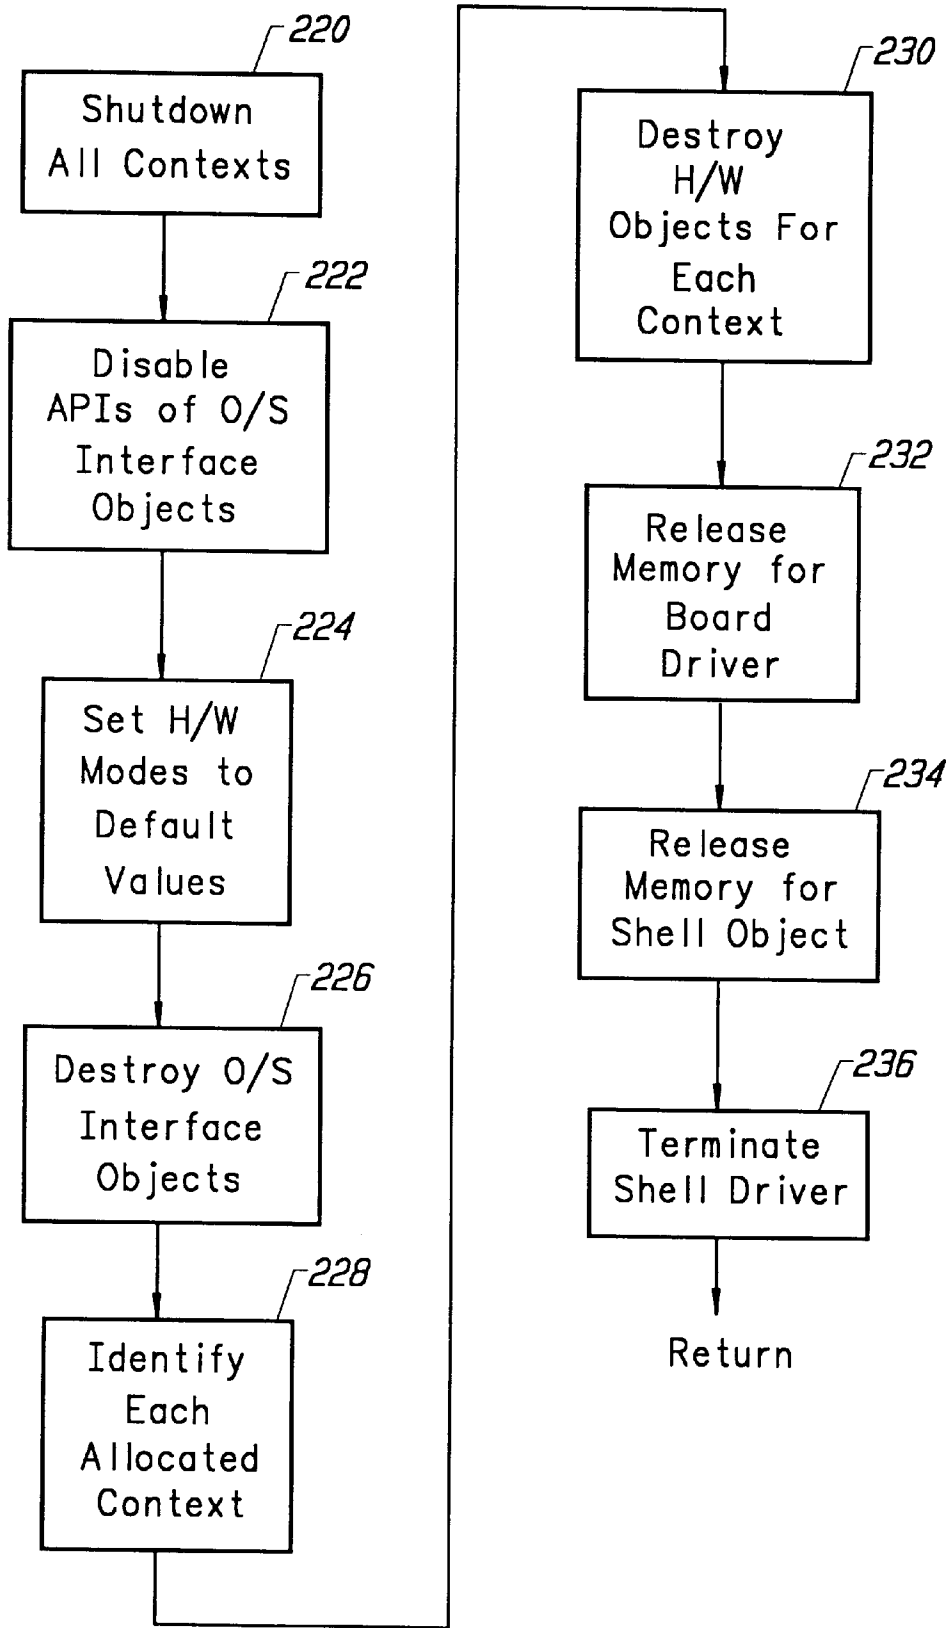 220
Shutdown
All Contexts
222
Disable
APIs of O/S
Interface
Objects
224
Set H/W
Modes to
Default
Values
226
Destroy O/S
Interface
Objects
228
Identify
Each
Allocated
Context
230
Destroy
H/W
Objects For
Each
Context
232
Release
Memory for
Board
Driver
234
Release
Memory for
Shell Object
236
Terminate
Shell Driver
Return